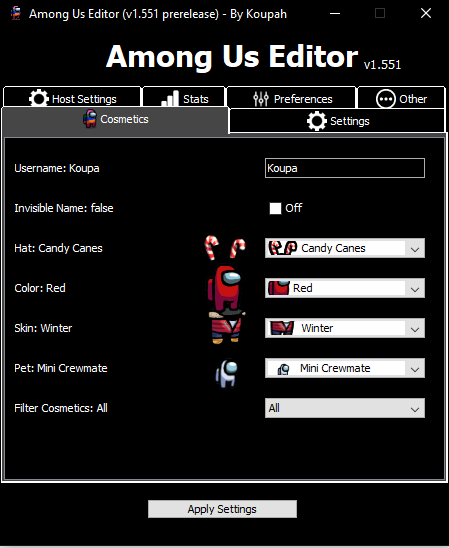 Among Us Editor (v1.551 prerelease) - By Koupah
Among Us Editor v1.551
Host Settings Stats Preferences Other
Cosmetics Settings
Username: Koupa Koupa
Invisible Name: false Off
Hat: Candy Canes Candy Canes
Color: Red Red
Skin: Winter Winter
Pet: Mini Crewmate Mini Crewmate
Filter Cosmetics: All All
Apply Settings